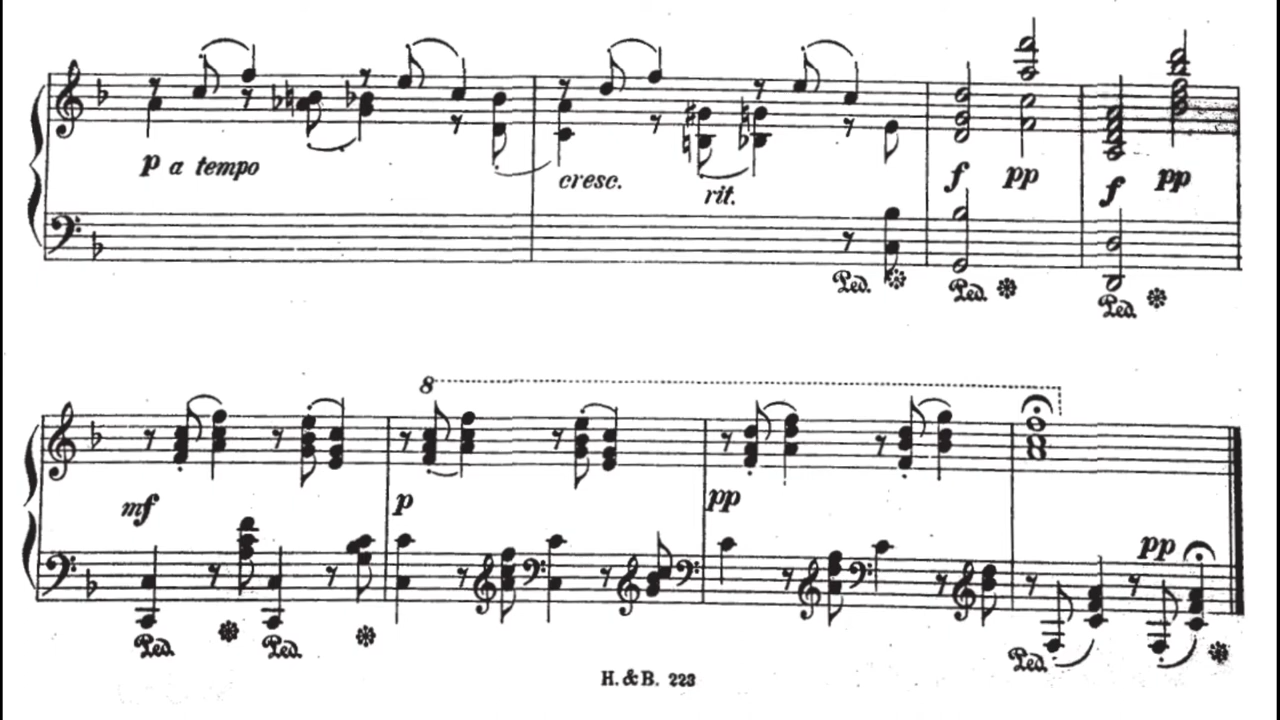 p a tempo
cresc.
rit.
f pp
f pp
Ped. Ped. Ped.
8
mf p pp
pp
Ped. Ped. Ped.
H. & B. 223